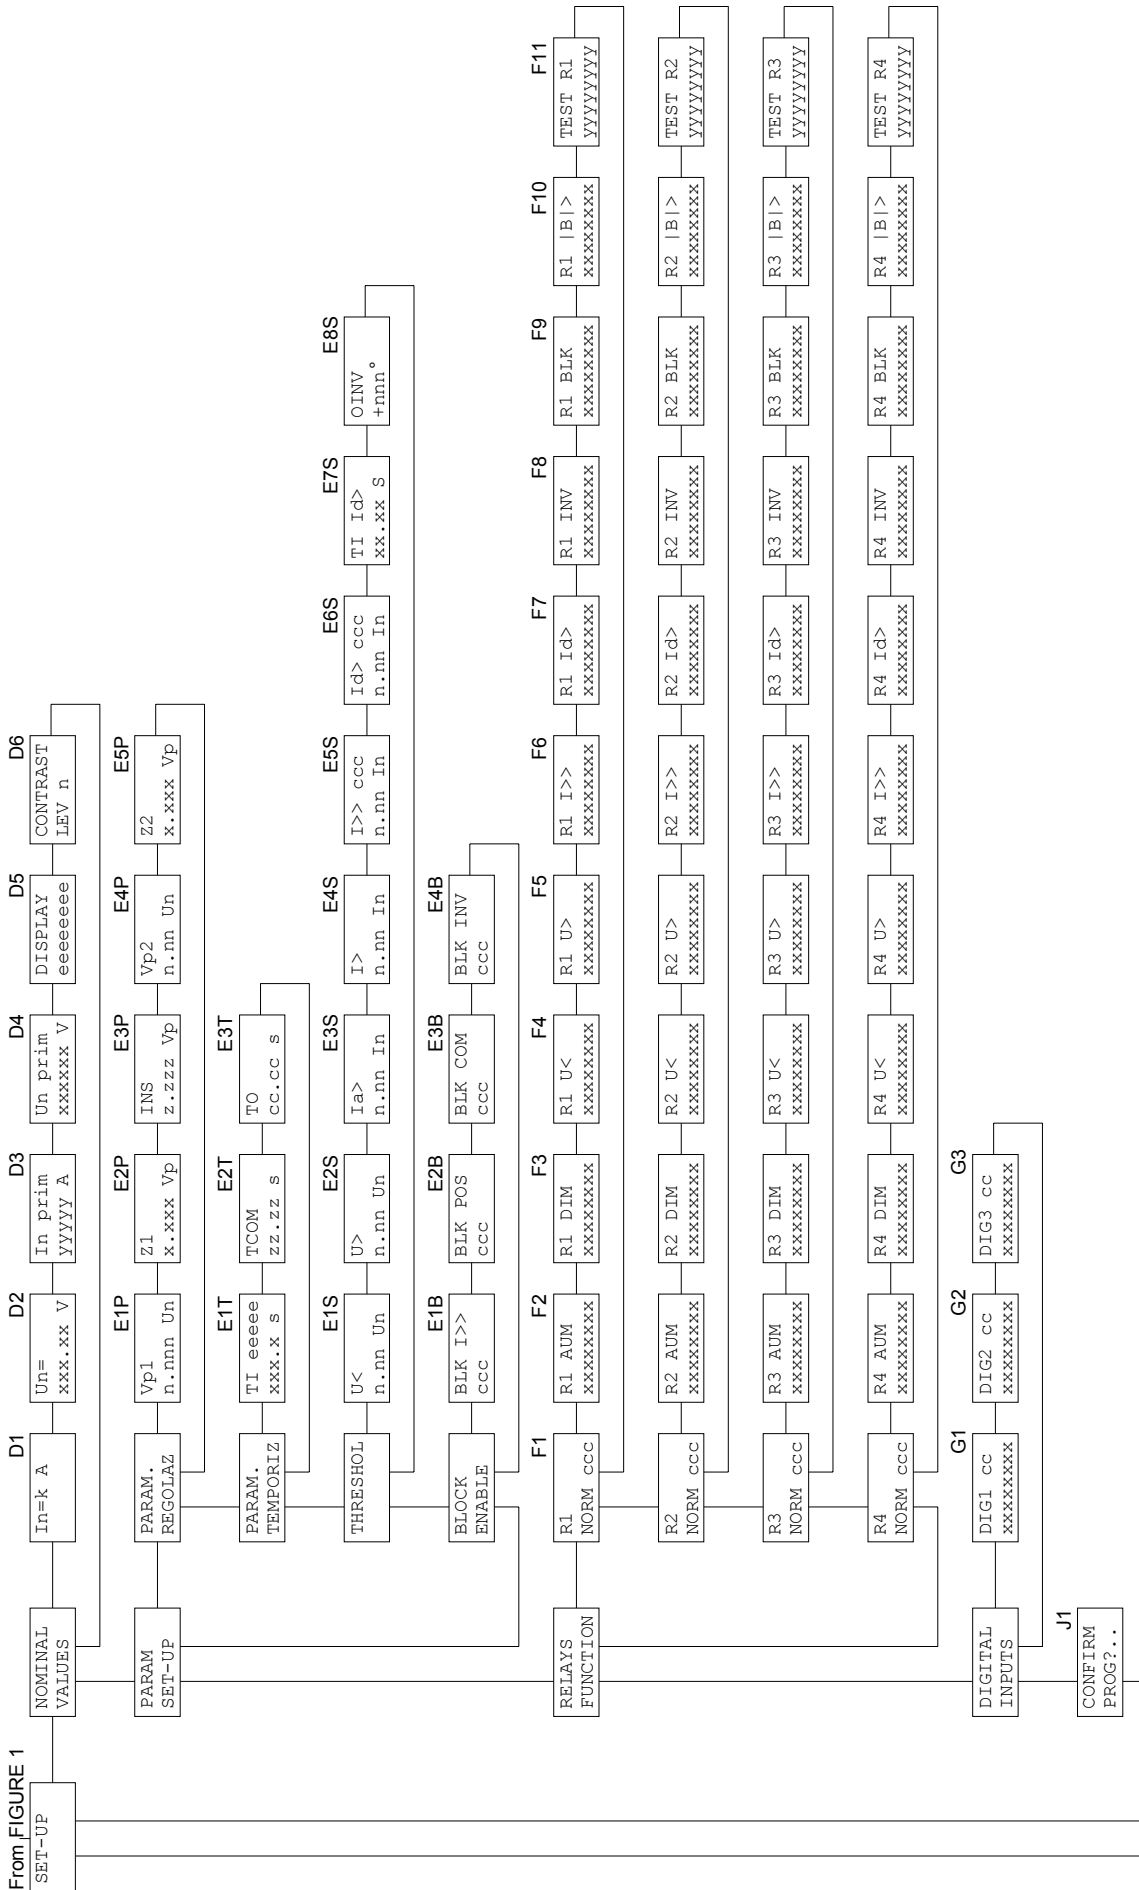 From FIGURE 1
SET-UP
NOMINAL
VALUES
D1
In=k A
D2
Un=
xxx.xx V
D3
In prim
yyyyy A
D4
Un prim
xxxxxx V
D5
DISPLAY
eeeeeeee
D6
CONTRAST
LEV n
PARAM
SET-UP
PARAM.
REGOLAZ
E1P
Vp1
n.nnn Un
E2P
Z1
x.xxx Vp
E3P
INS
z.zzz Vp
E4P
Vp2
n.nn Un
E5P
Z2
x.xxx Vp
PARAM.
TEMPORIZ
E1T
TI eeeee
xxx.x s
E2T
TCOM
zz.zz s
E3T
TO
cc.cc s
THRESHOL
E1S
U<
n.nn Un
E2S
U>
n.nn Un
E3S
Ia>
n.nn In
E4S
I>
n.nn In
E5S
I>> ccc
n.nn In
E6S
Id> ccc
n.nn In
E7S
TI Id>
xx.xx S
E8S
OINV
+nnn°
BLOCK
ENABLE
E1B
BLK I>>
ccc
E2B
BLK POS
ccc
E3B
BLK COM
ccc
E4B
BLK INV
ccc
RELAYS
FUNCTION
F1
R1
NORM ccc
F2
R1 AUM
xxxxxxxx
F3
R1 DIM
xxxxxxxx
F4
R1 U<
xxxxxxxx
F5
R1 U>
xxxxxxxx
F6
R1 I>>
xxxxxxxx
F7
R1 Id>
xxxxxxxx
F8
R1 INV
xxxxxxxx
F9
R1 BLK
xxxxxxxx
F10
R1 |B|>
xxxxxxxx
F11
TEST R1
yyyyyyyy
R2
NORM ccc
R2 AUM
xxxxxxxx
R2 DIM
xxxxxxxx
R2 U<
xxxxxxxx
R2 U>
xxxxxxxx
R2 I>>
xxxxxxxx
R2 Id>
xxxxxxxx
R2 INV
xxxxxxxx
R2 BLK
xxxxxxxx
R2 |B|>
xxxxxxxx
TEST R2
yyyyyyyy
R3
NORM ccc
R3 AUM
xxxxxxxx
R3 DIM
xxxxxxxx
R3 U<
xxxxxxxx
R3 U>
xxxxxxxx
R3 I>>
xxxxxxxx
R3 Id>
xxxxxxxx
R3 INV
xxxxxxxx
R3 BLK
xxxxxxxx
R3 |B|>
xxxxxxxx
TEST R3
yyyyyyyy
R4
NORM ccc
R4 AUM
xxxxxxxx
R4 DIM
xxxxxxxx
R4 U<
xxxxxxxx
R4 U>
xxxxxxxx
R4 I>>
xxxxxxxx
R4 Id>
xxxxxxxx
R4 INV
xxxxxxxx
R4 BLK
xxxxxxxx
R4 |B|>
xxxxxxxx
TEST R4
yyyyyyyy
DIGITAL
INPUTS
G1
DIG1 cc
xxxxxxxx
G2
DIG2 cc
xxxxxxxx
G3
DIG3 cc
xxxxxxxx
J1
CONFIRM
PROG?..